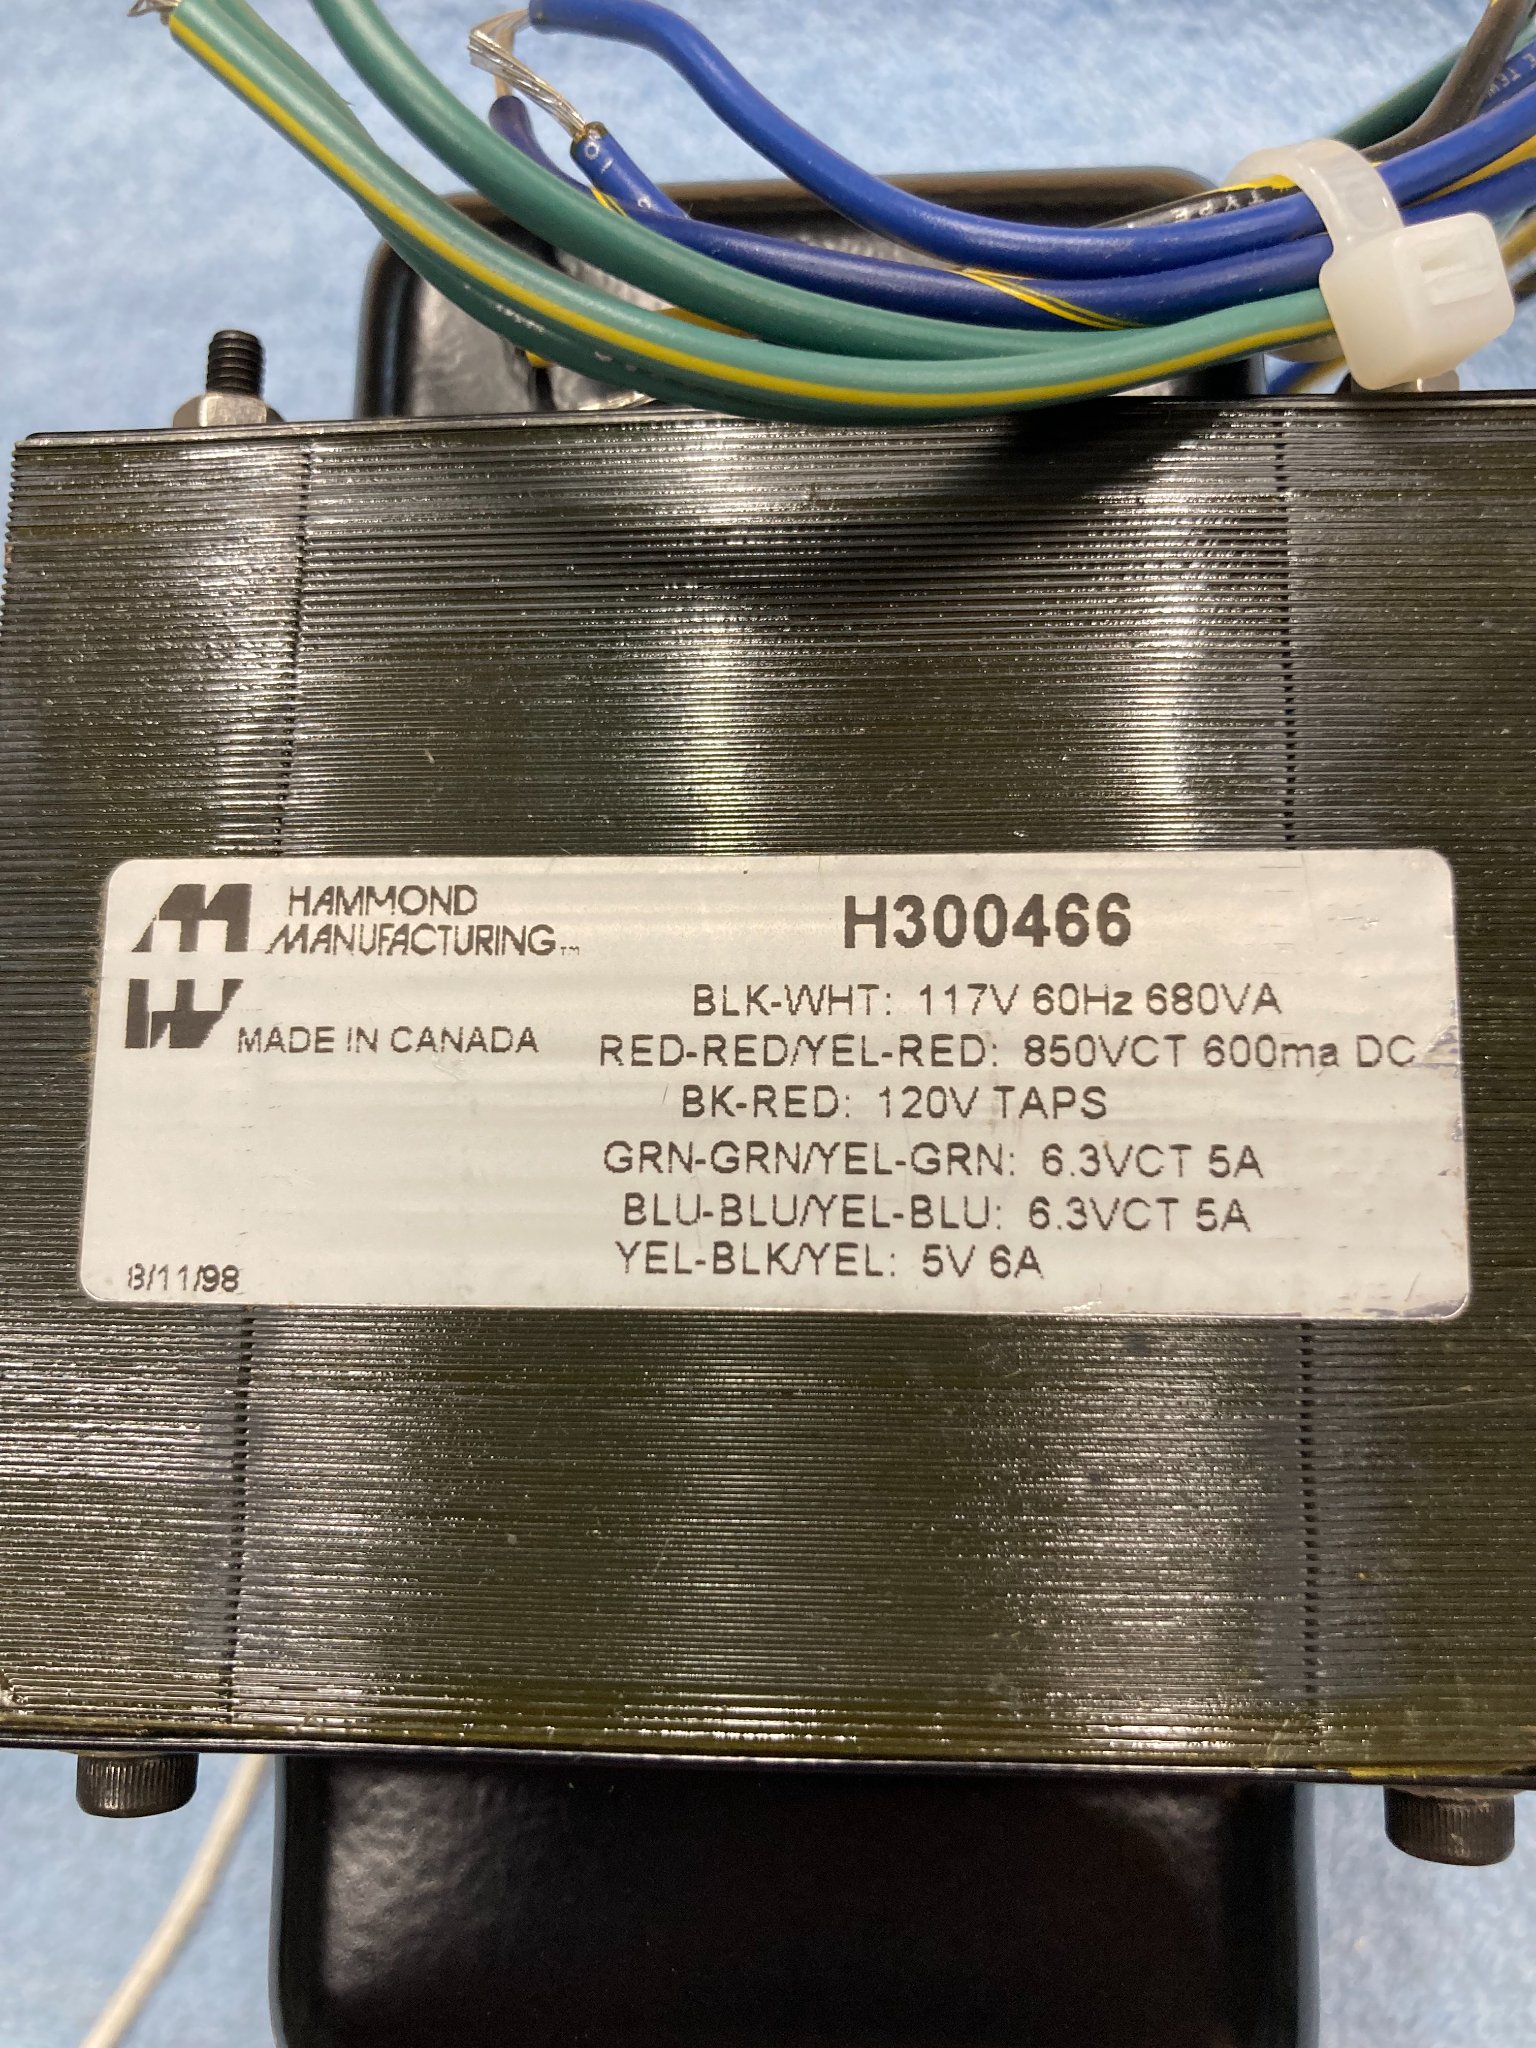 HAMMOND
MANUFACTURING™
MADE IN CANADA
H300466
BLK-WHT: 117V 60Hz 680VA
RED-RED/YEL-RED: 850VCT 600ma DC
BK-RED: 120V TAPS
GRN-GRN/YEL-GRN: 6.3VCT 5A
BLU-BLU/YEL-BLU: 6.3VCT 5A
YEL-BLK/YEL: 5V 6A
8/11/98